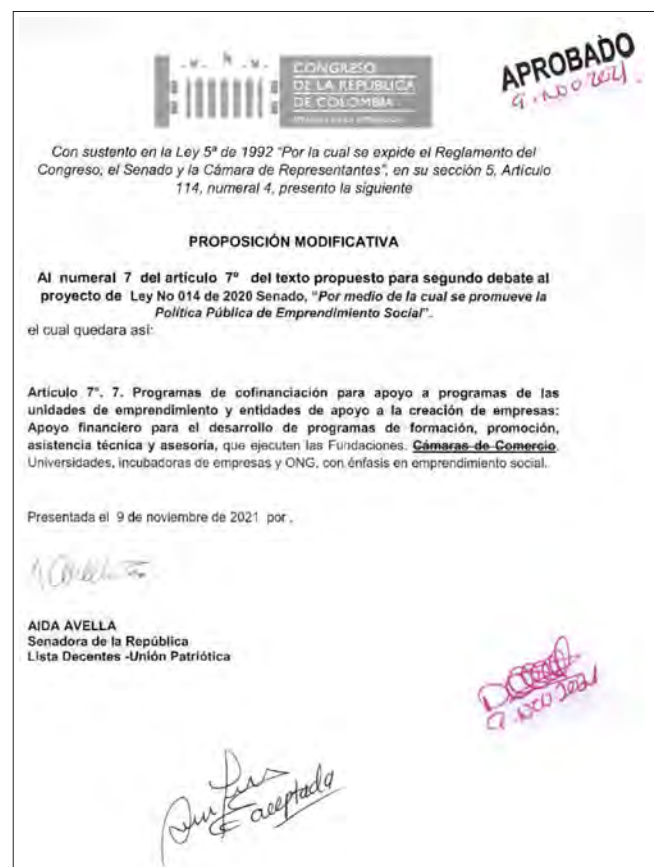 CONGRESO
DE LA REPÚBLICA
DE COLOMBIA
APROBADO
9. NOV 2021.
Con sustento en la Ley 5ª de 1992 "Por la cual se expide el Reglamento del
Congreso, el Senado y la Cámara de Representantes", en su sección 5, Artículo
114, numeral 4, presento la siguiente
PROPOSICIÓN MODIFICATIVA
Al numeral 7 del artículo 7º del texto propuesto para segundo debate al
proyecto de Ley No 014 de 2020 Senado, "Por medio de la cual se promueve la
Política Pública de Emprendimiento Social".
el cual quedara así:
Artículo 7º. 7. Programas de cofinanciación para apoyo a programas de las
unidades de emprendimiento y entidades de apoyo a la creación de empresas:
Apoyo financiero para el desarrollo de programas de formación, promoción,
asistencia técnica y asesoría, que ejecuten las Fundaciones, Cámaras de Comercio,
Universidades, incubadoras de empresas y ONG, con énfasis en emprendimiento social.
Presentada el 9 de noviembre de 2021 por .
AIDA AVELLA
Senadora de la República
Lista Decentes -Unión Patriótica
9. NOV 2021
aceptada